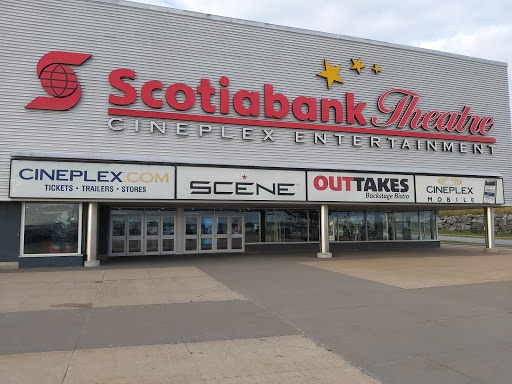 Scotiabank Theatre
CINEPLEX ENTERTAINMENT
CINEPLEX.COM
TICKETS • TRAILERS • STORES
SCENE
OUTTAKES
Backstage Bistro
CINEPLEX
MOBILE